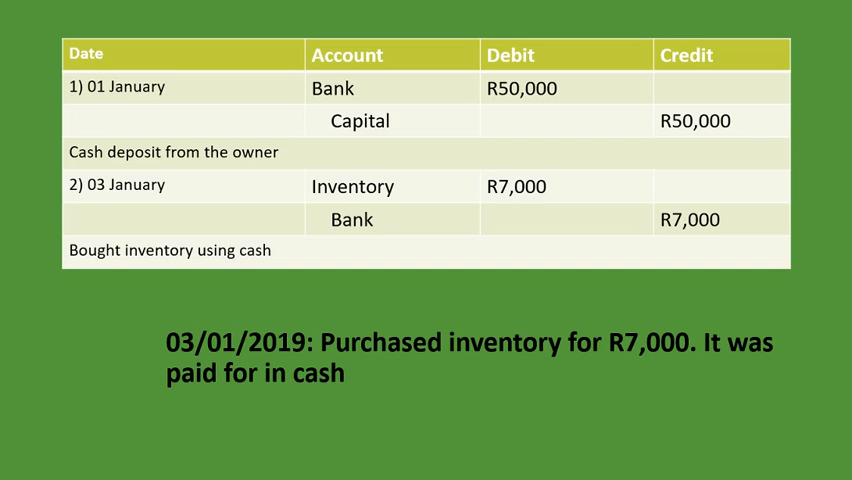 Date Account Debit Credit
1) 01 January Bank R50,000
Capital R50,000
Cash deposit from the owner
2) 03 January Inventory R7,000
Bank R7,000
Bought inventory using cash
03/01/2019: Purchased inventory for R7,000. It was
paid for in cash